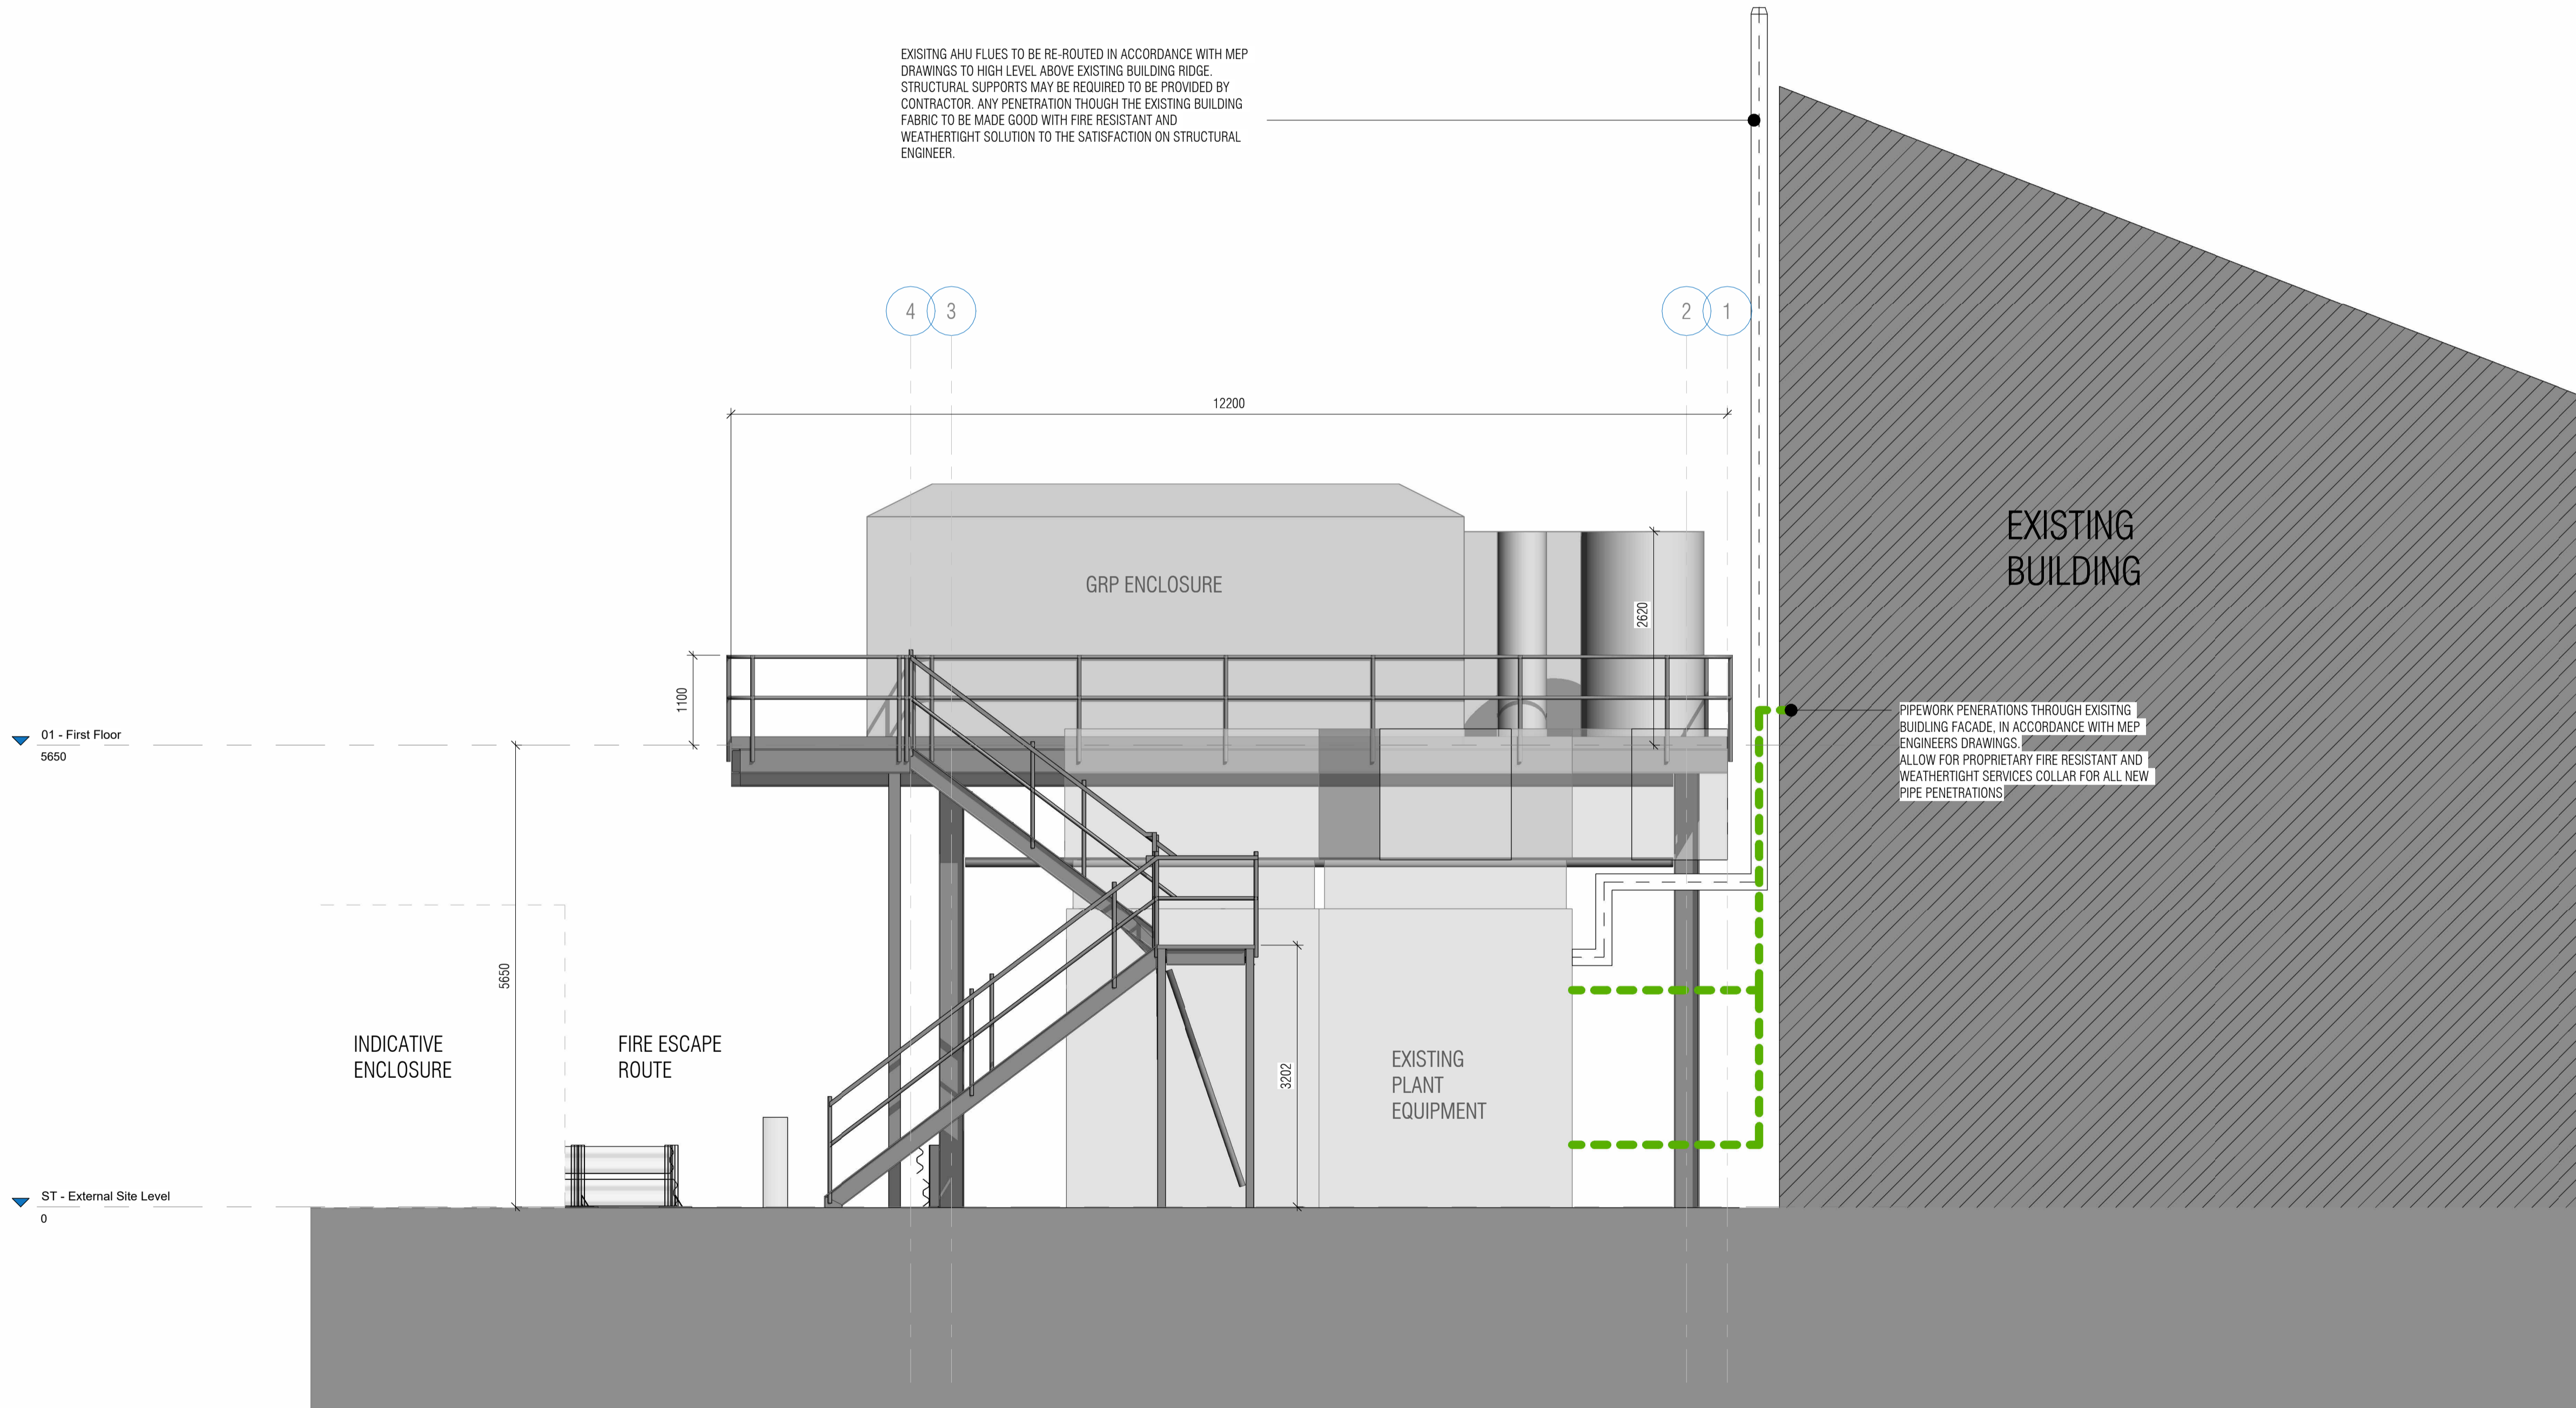 EXISITNG AHU FLUES TO BE RE-ROUTED IN ACCORDANCE WITH MEP
DRAWINGS TO HIGH LEVEL ABOVE EXISTING BUILDING RIDGE.
STRUCTURAL SUPPORTS MAY BE REQUIRED TO BE PROVIDED BY
CONTRACTOR. ANY PENETRATION THOUGH THE EXISTING BUILDING
FABRIC TO BE MADE GOOD WITH FIRE RESISTANT AND
WEATHERTIGHT SOLUTION TO THE SATISFACTION ON STRUCTURAL
ENGINEER.
4
3
2
1
12200
EXISTING
BUILDING
GRP ENCLOSURE
2620
1100
PIPEWORK PENERATIONS THROUGH EXISITNG
BUIDLING FACADE, IN ACCORDANCE WITH MEP
ENGINEERS DRAWINGS.
ALLOW FOR PROPRIETARY FIRE RESISTANT AND
WEATHERTIGHT SERVICES COLLAR FOR ALL NEW
PIPE PENETRATIONS
01 - First Floor
5650
5650
INDICATIVE
ENCLOSURE
FIRE ESCAPE
ROUTE
3202
EXISTING
PLANT
EQUIPMENT
ST - External Site Level
0